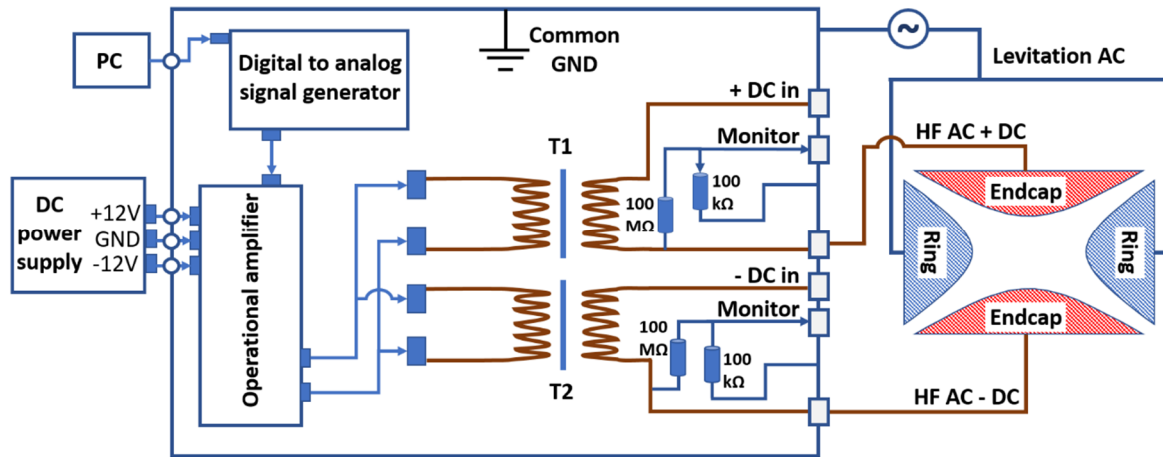 PC
Digital to analog
signal generator
Common
GND
~
Levitation AC
+ DC in
HF AC + DC
Monitor
T1
100
MΩ
100
kΩ
Endcap
Ring
Ring
Endcap
DC
power
supply
+12V
GND
-12V
Operational amplifier
- DC in
Monitor
100
MΩ
100
kΩ
T2
HF AC - DC